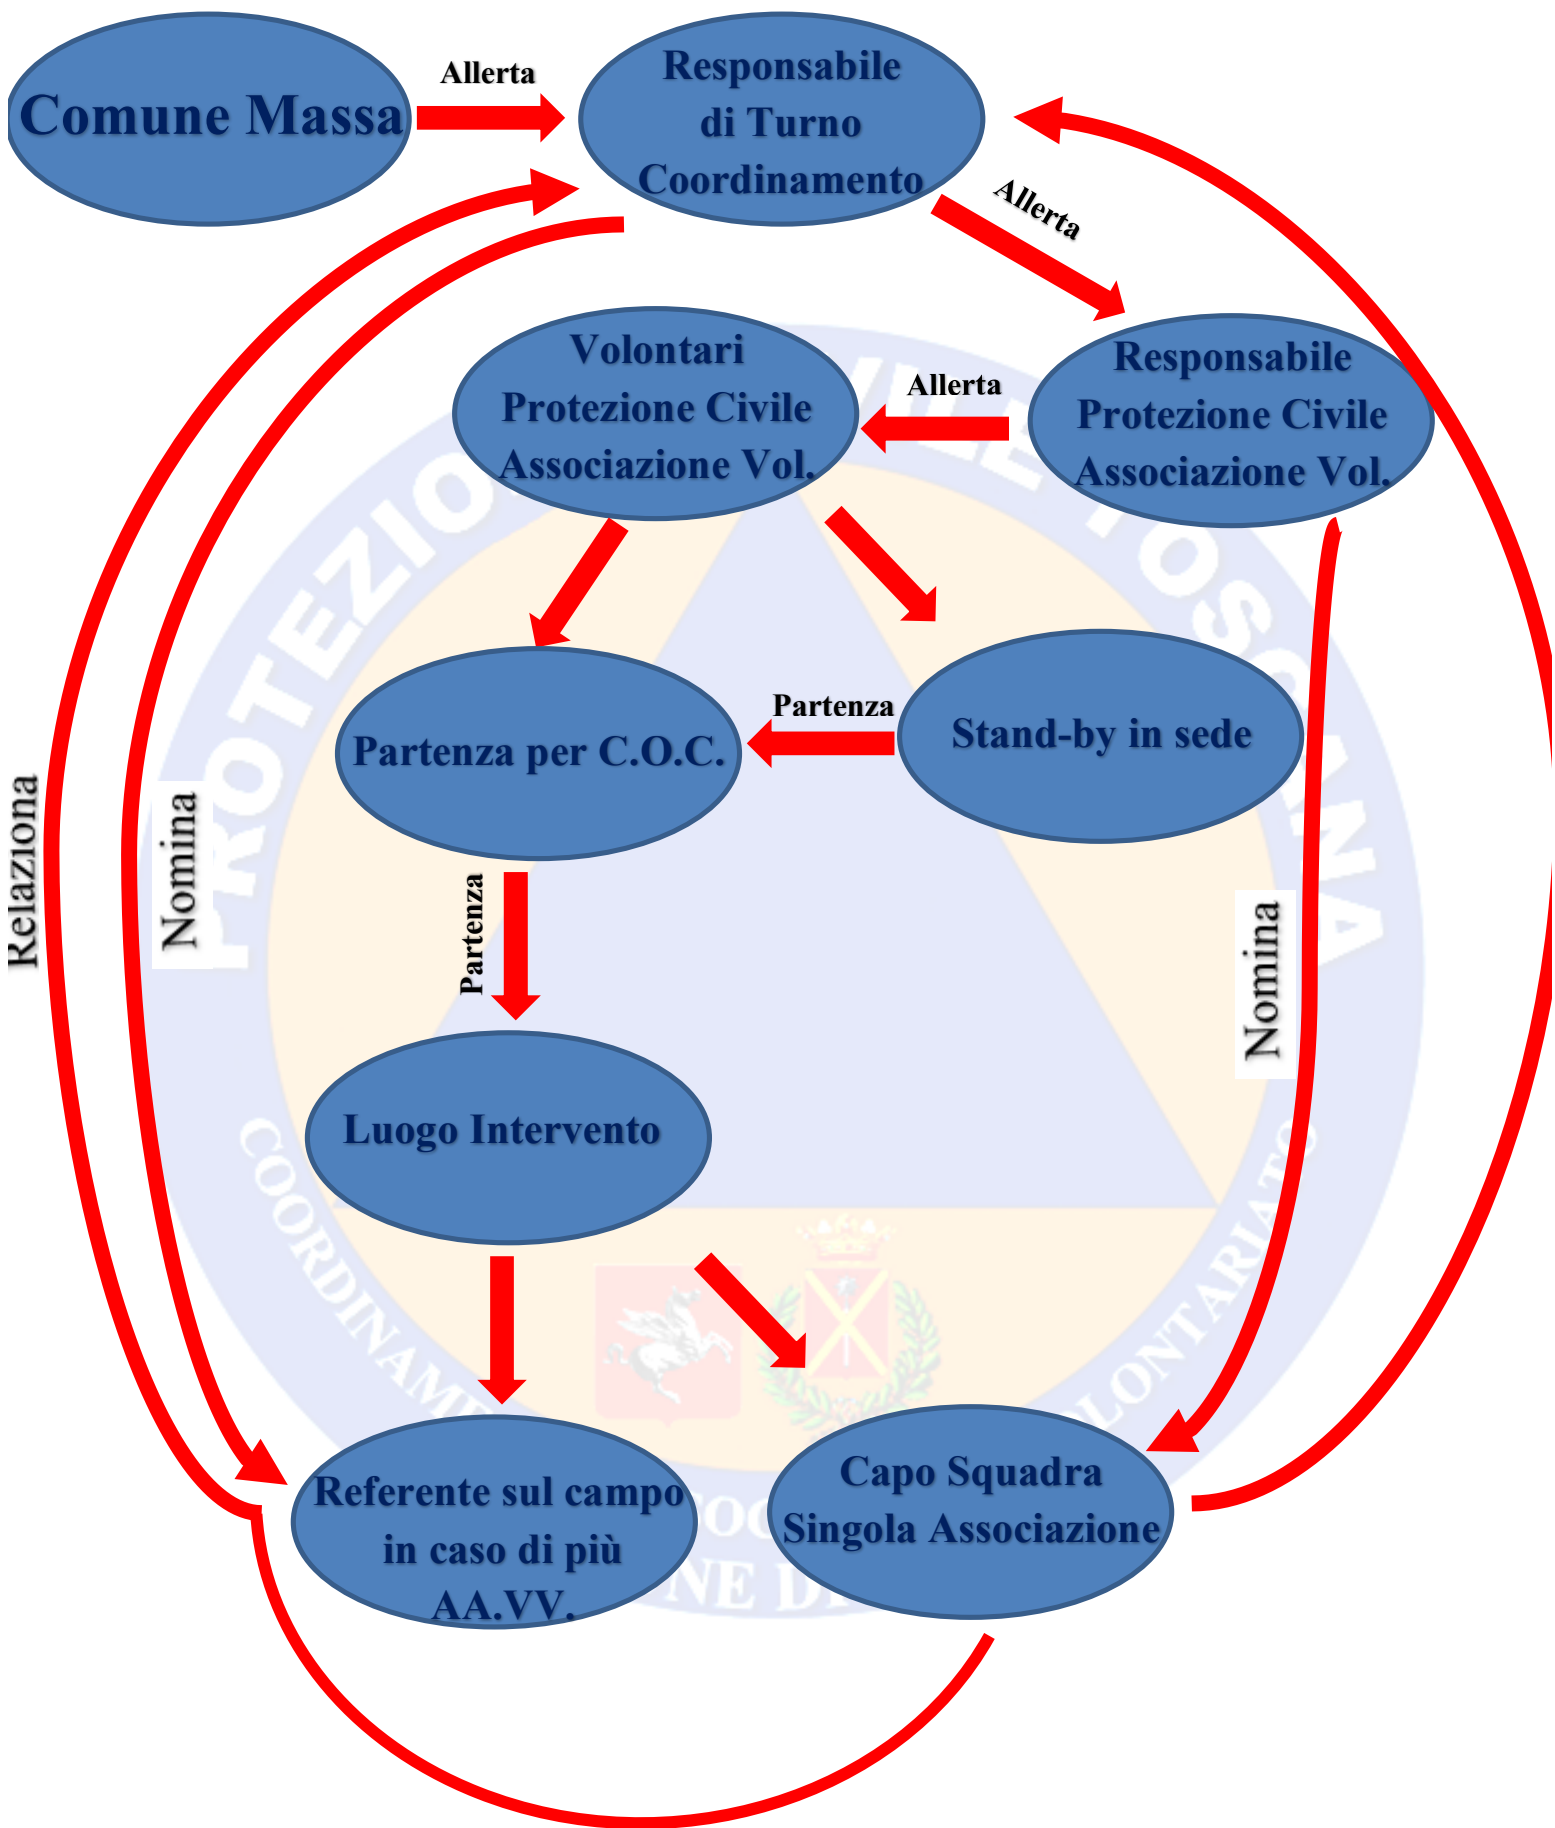 Comune Massa
Allerta
Responsabile
di Turno
Coordinamento
Allerta
Volontari
Protezione Civile
Associazione Vol.
Allerta
Responsabile
Protezione Civile
Associazione Vol.
Partenza per C.O.C.
Partenza
Stand-by in sede
Relaziona
Nomina
Partenza
Nomina
Luogo Intervento
Referente sul campo
in caso di più
AA.VV.
Capo Squadra
Singola Associazione